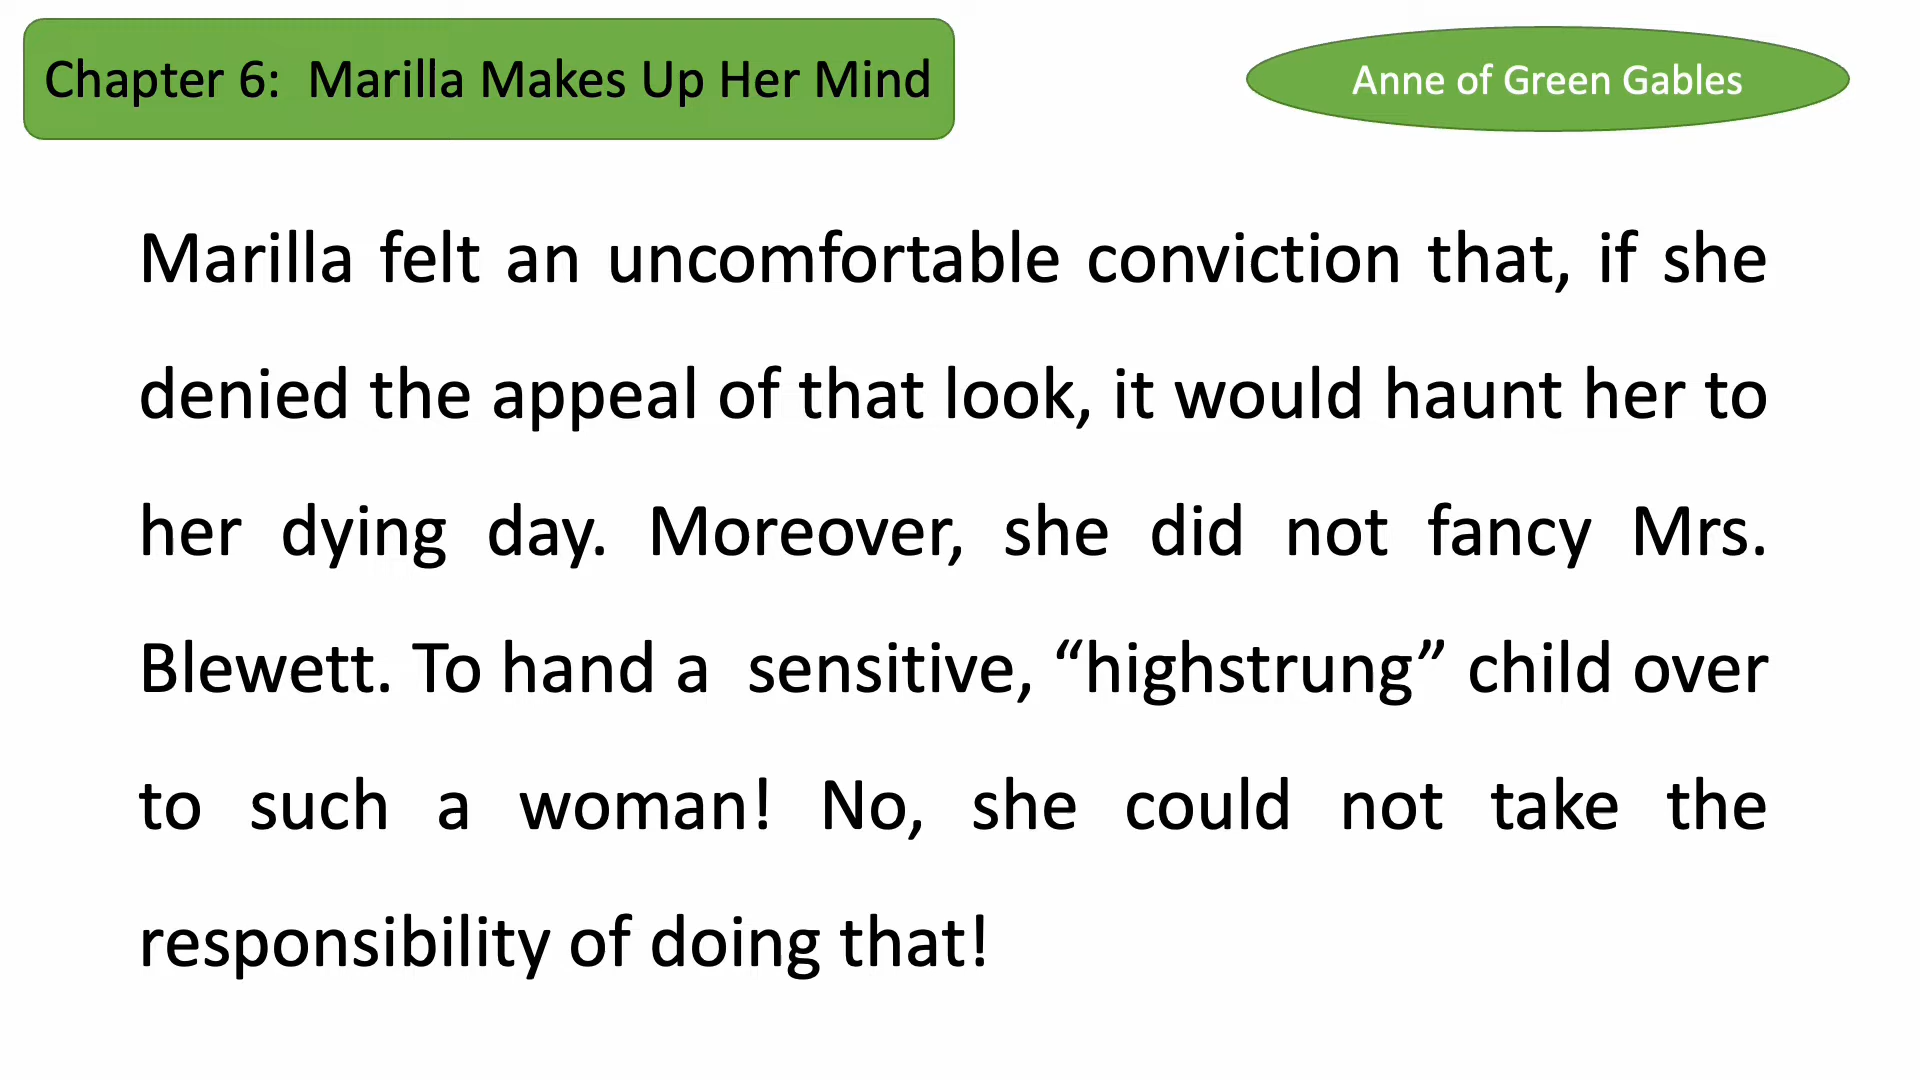 Chapter 6:  Marilla Makes Up Her Mind
Anne of Green Gables
Marilla felt an uncomfortable conviction that, if she
denied the appeal of that look, it would haunt her to
her dying day. Moreover, she did not fancy Mrs.
Blewett. To hand a  sensitive, “highstrung” child over
to such a woman! No, she could not take the
responsibility of doing that!